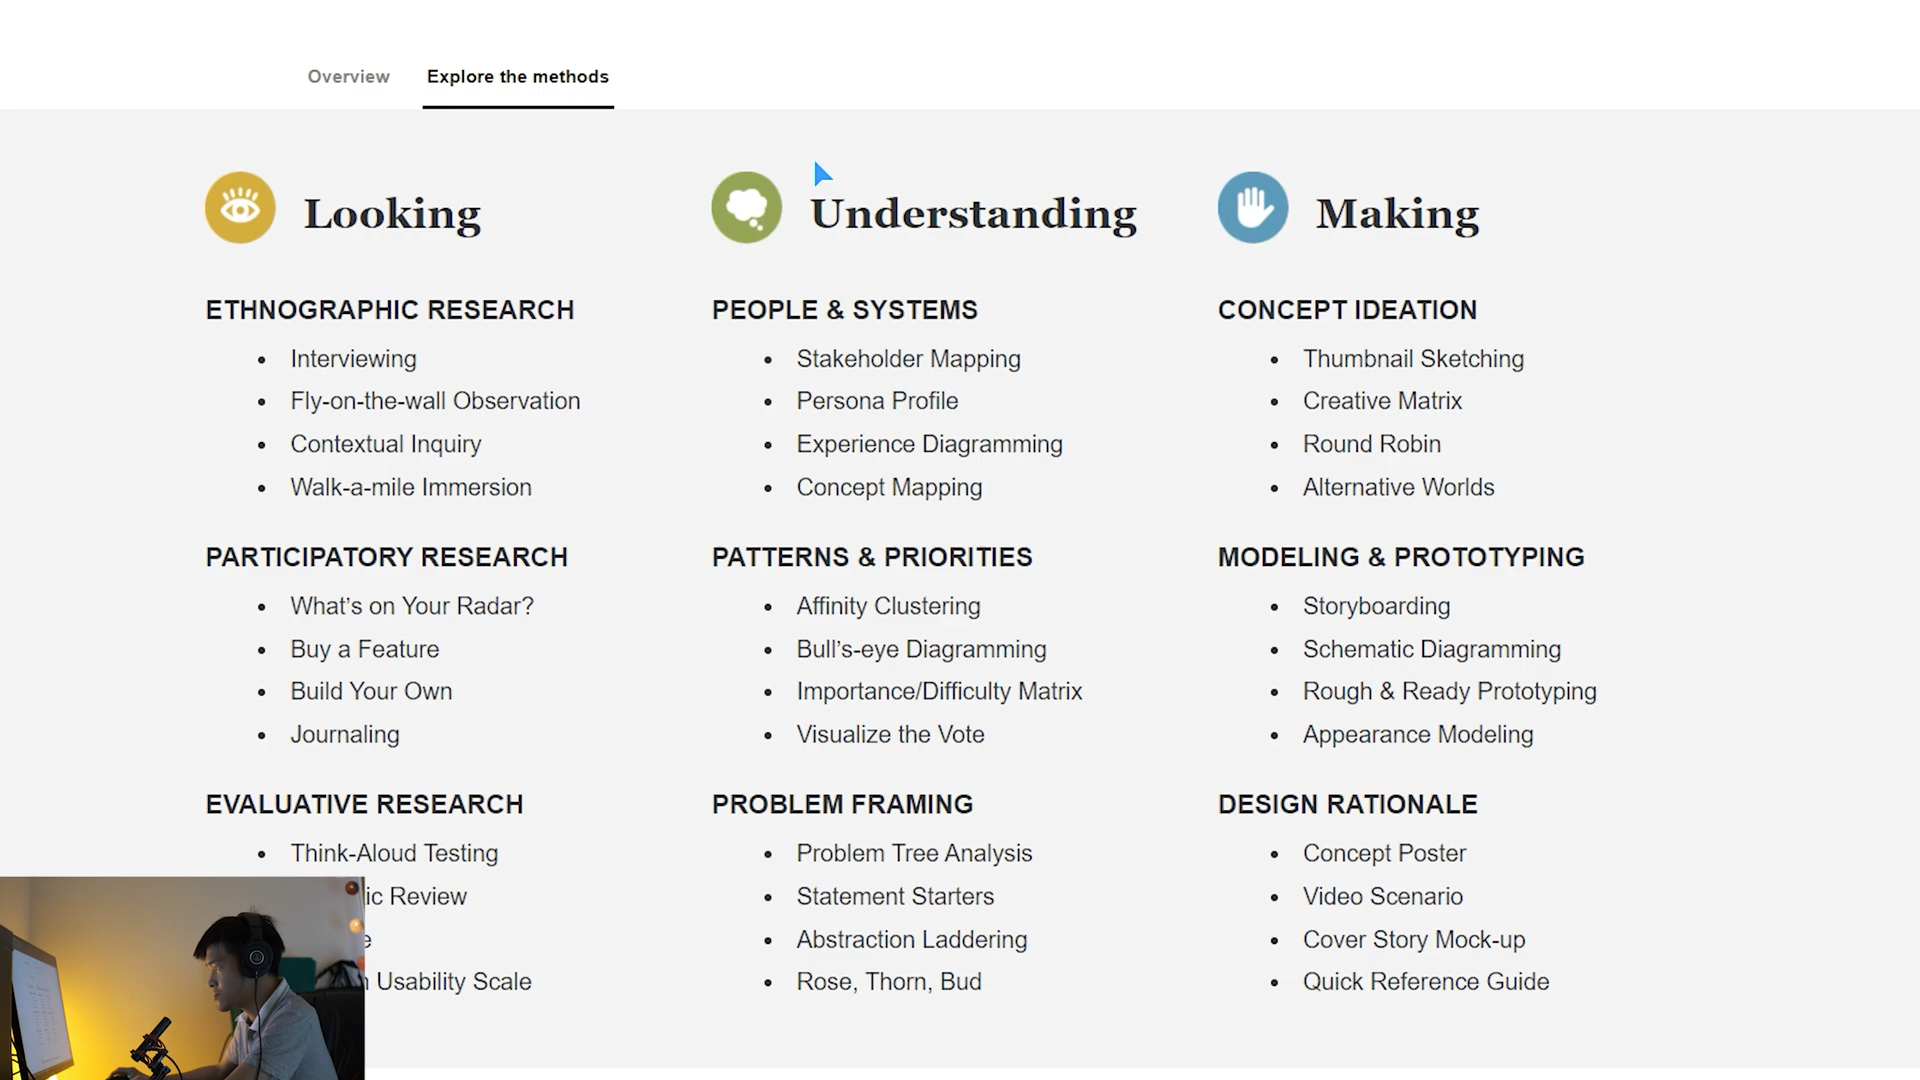 Overview
Explore the methods
Looking
ETHNOGRAPHIC RESEARCH
Interviewing
Fly-on-the-wall Observation
Contextual Inquiry
Walk-a-mile Immersion
PARTICIPATORY RESEARCH
What's on Your Radar?
Buy a Feature
Build Your Own
Journaling
EVALUATIVE RESEARCH
Think-Aloud Testing
Review
Usability Scale
Understanding
PEOPLE & SYSTEMS
Stakeholder Mapping
Persona Profile
Experience Diagramming
Concept Mapping
PATTERNS & PRIORITIES
Affinity Clustering
Bull's-eye Diagramming
Importance/Difficulty Matrix
Visualize the Vote
PROBLEM FRAMING
Problem Tree Analysis
Statement Starters
Abstraction Laddering
Rose, Thorn, Bud
Making
CONCEPT IDEATION
Thumbnail Sketching
Creative Matrix
Round Robin
Alternative Worlds
MODELING & PROTOTYPING
Storyboarding
Schematic Diagramming
Rough & Ready Prototyping
Appearance Modeling
DESIGN RATIONALE
Concept Poster
Video Scenario
Cover Story Mock-up
Quick Reference Guide